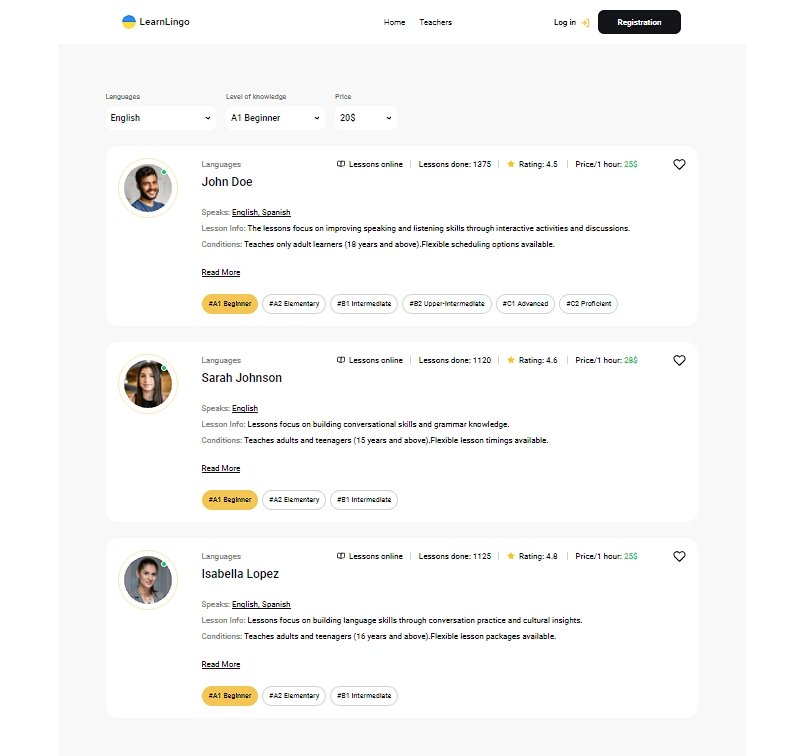 LearnLingo
Home Teachers
Log in Registration
Languages Level of knowledge Price
English A1 Beginner 20$
Languages Lessons online Lessons done: 1375 Rating: 4.5 Price/1 hour: 25$
John Doe
Speaks: English, Spanish
Lesson Info: The lessons focus on improving speaking and listening skills through interactive activities and discussions.
Conditions: Teaches only adult learners (18 years and above).Flexible scheduling options available.
Read More
#A1 Beginner #A2 Elementary #B1 Intermediate #B2 Upper-Intermediate #C1 Advanced #C2 Proficient
Languages Lessons online Lessons done: 1120 Rating: 4.6 Price/1 hour: 28$
Sarah Johnson
Speaks: English
Lesson Info: Lessons focus on building conversational skills and grammar knowledge.
Conditions: Teaches adults and teenagers (15 years and above).Flexible lesson timings available.
Read More
#A1 Beginner #A2 Elementary #B1 Intermediate
Languages Lessons online Lessons done: 1125 Rating: 4.8 Price/1 hour: 25$
Isabella Lopez
Speaks: English, Spanish
Lesson Info: Lessons focus on building language skills through conversation practice and cultural insights.
Conditions: Teaches adults and teenagers (16 years and above).Flexible lesson packages available.
Read More
#A1 Beginner #A2 Elementary #B1 Intermediate